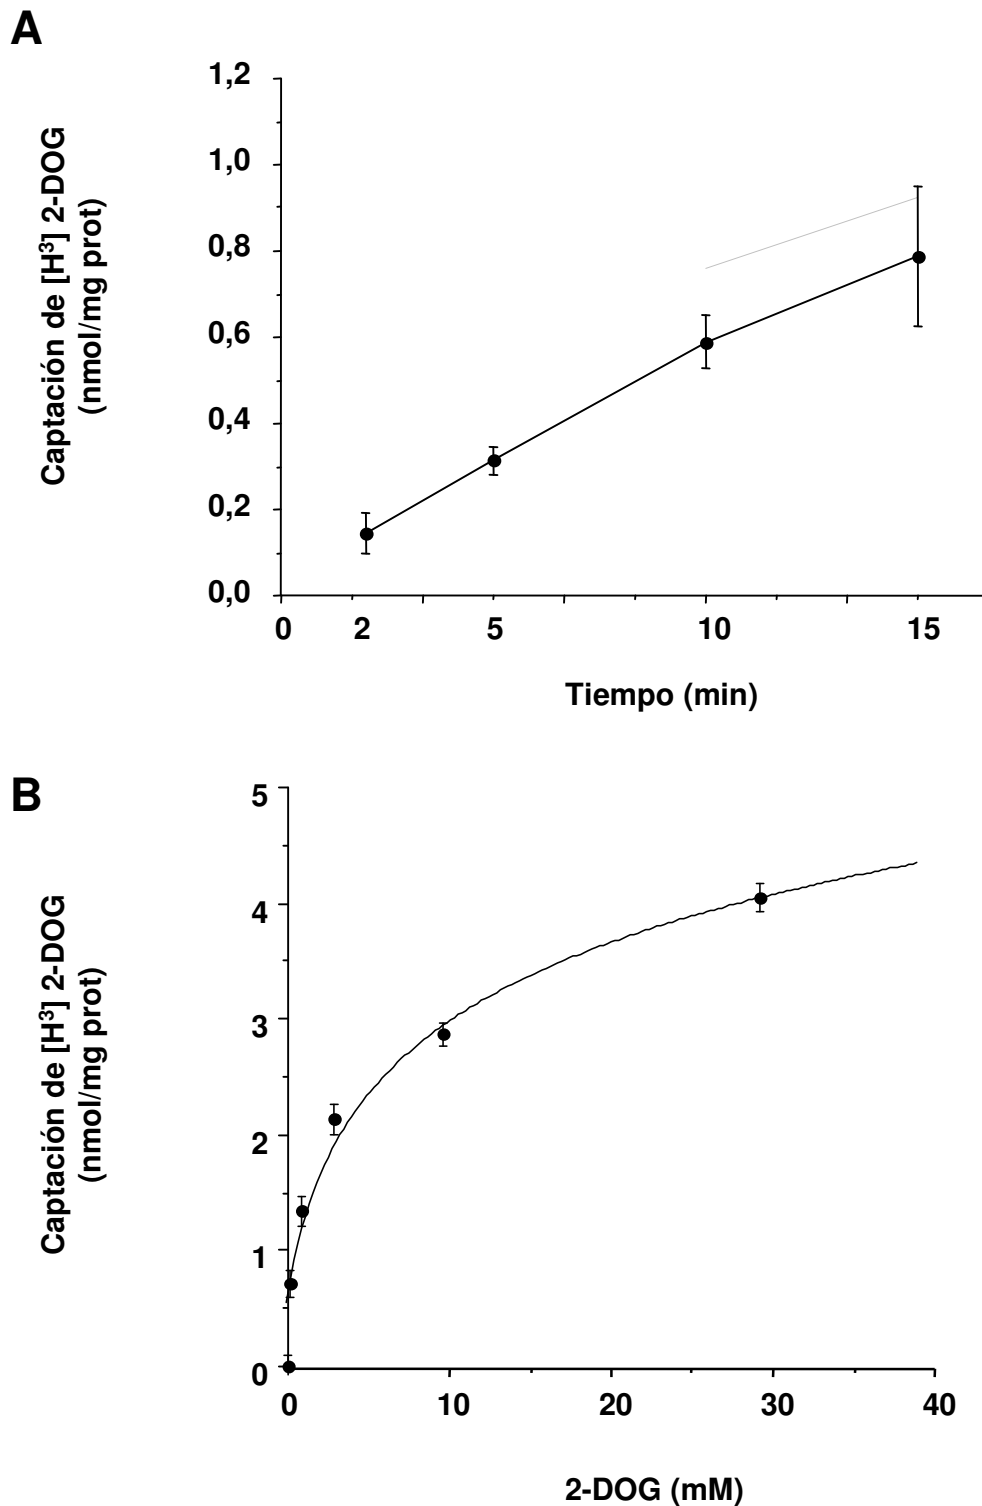 A
Captación de [H³] 2-DOG
(nmol/mg prot)
1,2
1,0
0,8
0,6
0,4
0,2
0,0
0 2 5 10 15
Tiempo (min)
B
Captación de [H³] 2-DOG
(nmol/mg prot)
5
4
3
2
1
0
0 10 20 30 40
2-DOG (mM)